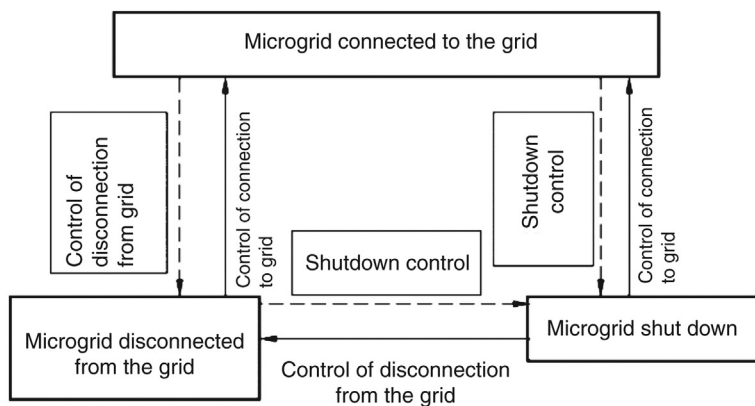 Microgrid connected to the grid
Control of
disconnection
from grid
Control of connection
to grid
Shutdown control
Shutdown
control
Control of connection
to grid
Microgrid disconnected
from the grid
Microgrid shut down
Control of disconnection
from the grid